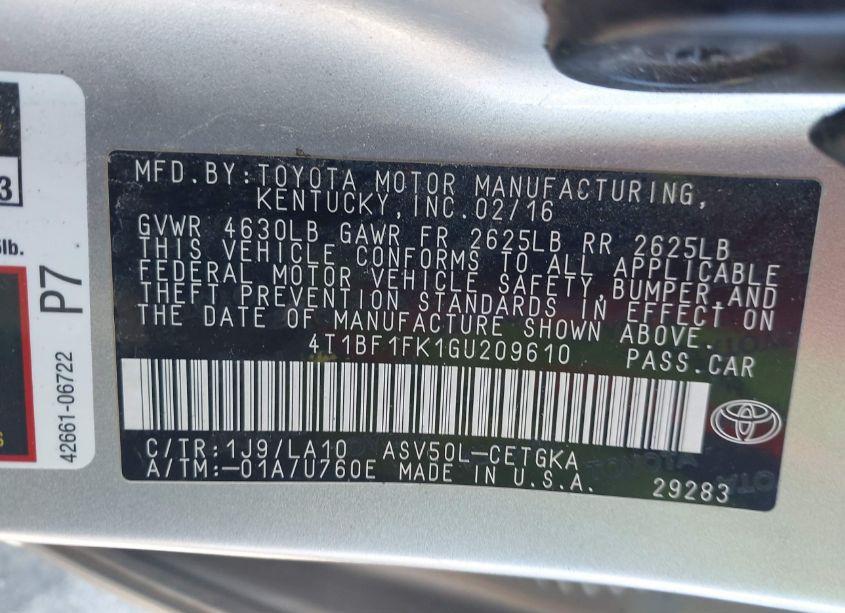 MFD.BY:TOYOTA MOTOR MANUFACTURING,
KENTUCKY, INC.02/16
GVWR 4630LB GAWR FR 2625LB RR 2625LB
THIS VEHICLE CONFORMS TO ALL APPLICABLE
FEDERAL MOTOR VEHICLE SAFETY,BUMPER,AND
THEFT PREVENTION STANDARDS IN EFFECT ON
THE DATE OF MANUFACTURE SHOWN ABOVE.
4T1BF1FK1GU209610 PASS.CAR
C/TR:1J9/LA10 ASV50L-CETGKA
A/TM:-01A/U760E MADE IN U.S.A. 29283
3
lb.
P7
42661-06722